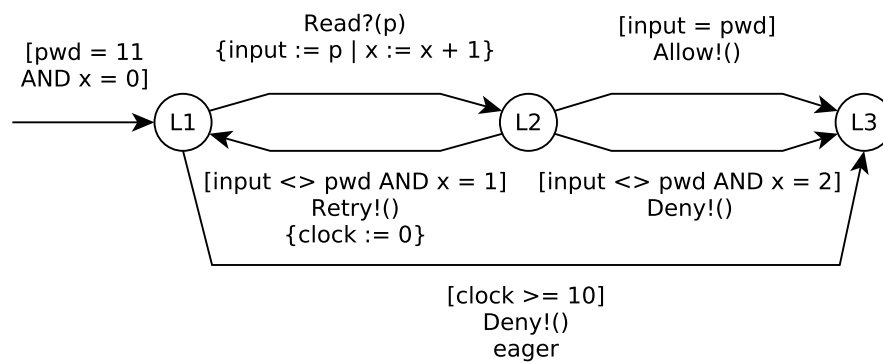 [pwd = 11
AND x = 0]
Read?(p)
{input := p | x := x + 1}
[input = pwd]
Allow!()
L1
L2
L3
[input <> pwd AND x = 1]
Retry!()
{clock := 0}
[input <> pwd AND x = 2]
Deny!()
[clock >= 10]
Deny!()
eager